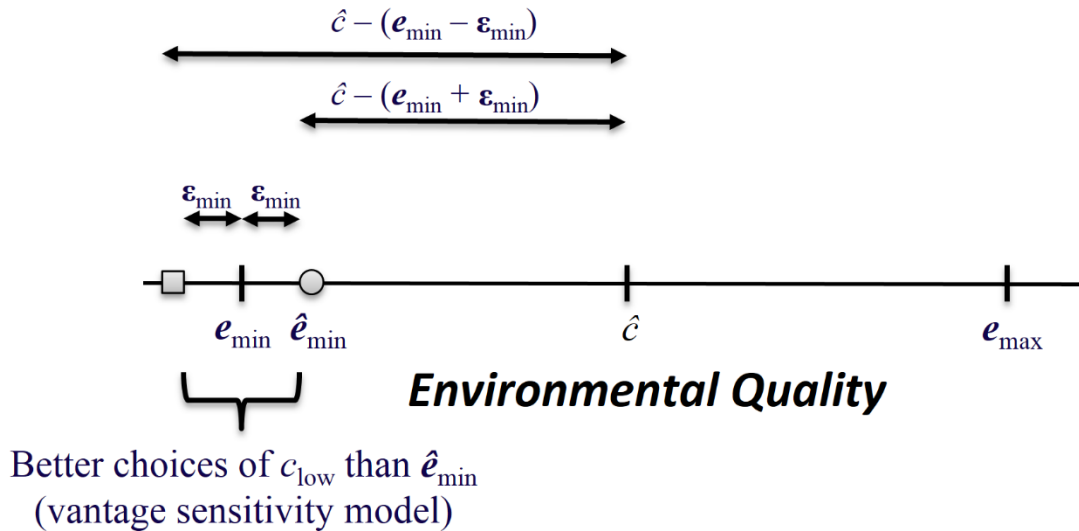 ĉ – (e_min – ε_min)
ĉ – (e_min + ε_min)
ε_min ε_min
e_min ê_min ĉ e_max
Environmental Quality
Better choices of c_low than ê_min
(vantage sensitivity model)